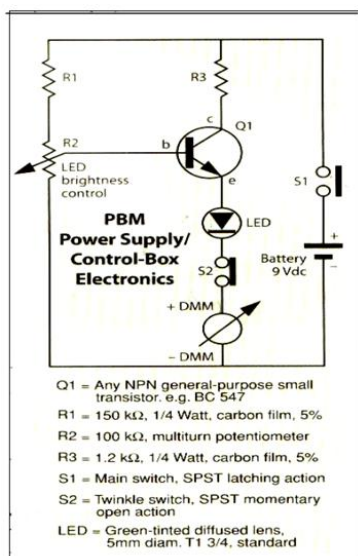 R1
R3
c
Q1
R2
b
LED
brightness
control
e
S1
PBM
Power Supply/
Control-Box
Electronics
LED
S2
Battery
9 Vdc
+
−
+ DMM
− DMM
Q1 = Any NPN general-purpose small
transistor. e.g. BC 547
R1 = 150 kΩ, 1/4 Watt, carbon film, 5%
R2 = 100 kΩ, multiturn potentiometer
R3 = 1.2 kΩ, 1/4 Watt, carbon film, 5%
S1 = Main switch, SPST latching action
S2 = Twinkle switch, SPST momentary
open action
LED = Green-tinted diffused lens,
5mm diam. T1 3/4, standard